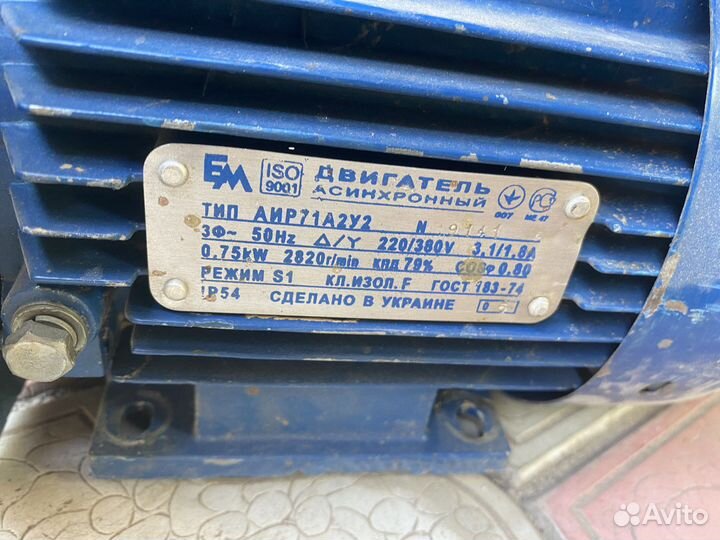 ЕМ ISO 9001 ДВИГАТЕЛЬ
АСИНХРОННЫЙ
ТИП АИР71А2У2 N
3Ф~ 50Hz Δ/Y 220/380V 3,1/1,8A
0.75kW 2820r/min кпд 79% cosφ 0.80
РЕЖИМ S1 КЛ.ИЗОЛ.F ГОСТ 183-74
IP54 СДЕЛАНО В УКРАИНЕ
Avito